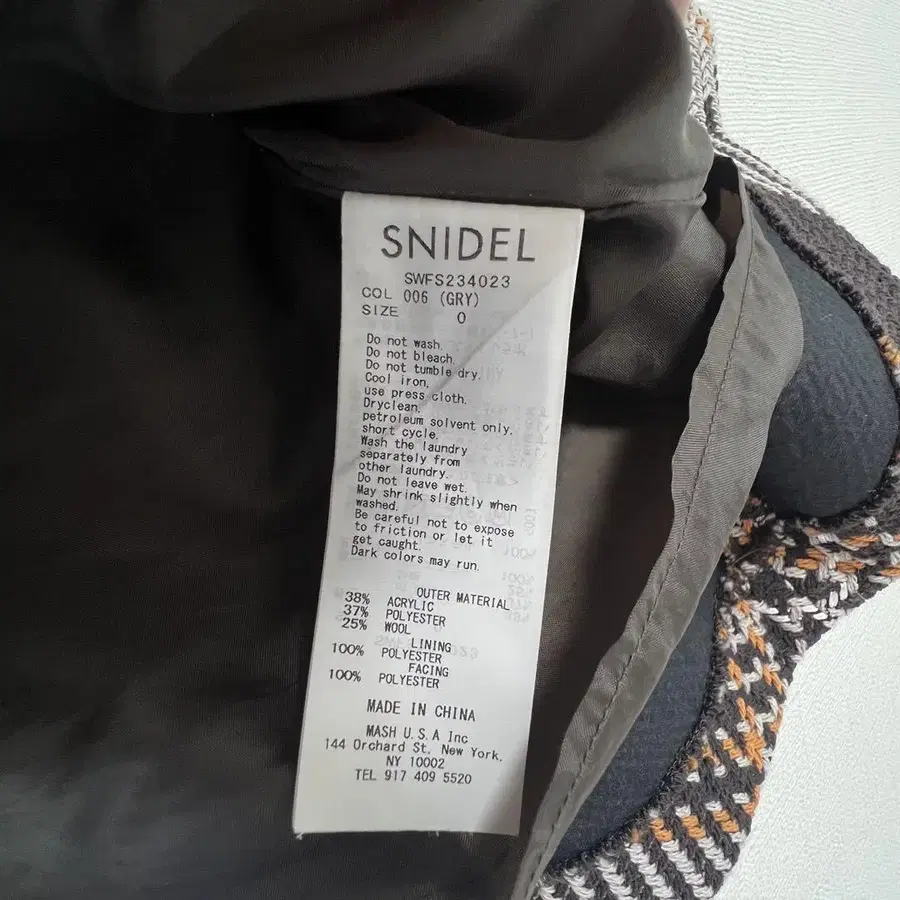 SNIDEL
SWFS234023
COL 006 (GRY)
SIZE 0
Do not wash.
Do not bleach.
Do not tumble dry.
Cool iron.
use press cloth.
Dryclean.
petroleum solvent only.
short cycle.
Wash the laundry
separately from
other laundry.
Do not leave wet.
May shrink slightly when
washed.
Be careful not to expose
to friction or let it
get caught.
Dark colors may run.
OUTER MATERIAL
38% ACRYLIC
37% POLYESTER
25% WOOL
LINING
100% POLYESTER
FACING
100% POLYESTER
MADE IN CHINA
MASH U.S.A Inc
144 Orchard St. New York,
NY 10002
TEL 917 409 5520